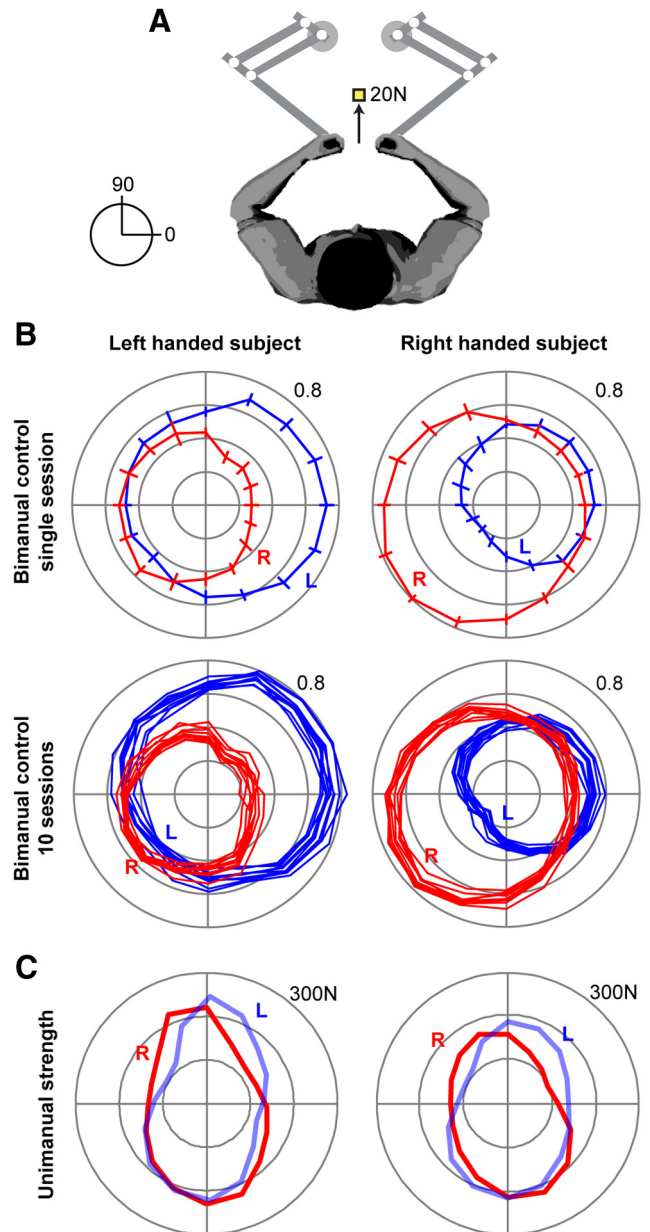 A
20N
90
0
B
Left handed subject
Right handed subject
Bimanual control
single session
0.8
0.8
R
L
L
R
Bimanual control
10 sessions
0.8
0.8
L
R
L
R
C
Unimanual strength
300N
300N
L
R
R
L